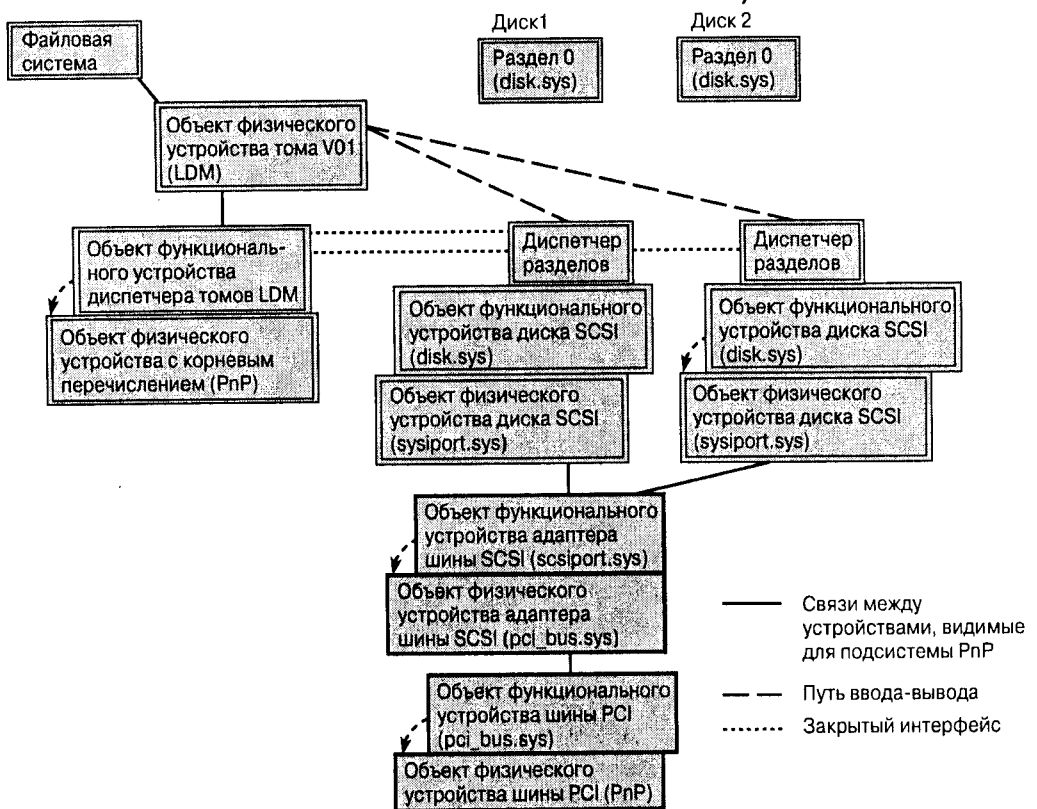 Диск1
Диск 2
Файловая
система
Раздел 0
(disk.sys)
Раздел 0
(disk.sys)
Объект физического
устройства тома V01
(LDM)
Объект функциональ-
ного устройства
диспетчера томов LDM
Диспетчер
разделов
Диспетчер
разделов
Объект физического
устройства с корневым
перечислением (PnP)
Объект функционального
устройства диска SCSI
(disk.sys)
Объект функционального
устройства диска SCSI
(disk.sys)
Объект физического
устройства диска SCSI
(sysiport.sys)
Объект физического
устройства диска SCSI
(sysiport.sys)
Объект функционального
устройства адаптера
шины SCSI (scsiport.sys)
Объект физического
устройства адаптера
шины SCSI (pci_bus.sys)
Объект функционального
устройства шины PCI
(pci_bus.sys)
Объект физического
устройства шины PCI (PnP)
Связи между
устройствами, видимые
для подсистемы PnP
Путь ввода-вывода
Закрытый интерфейс